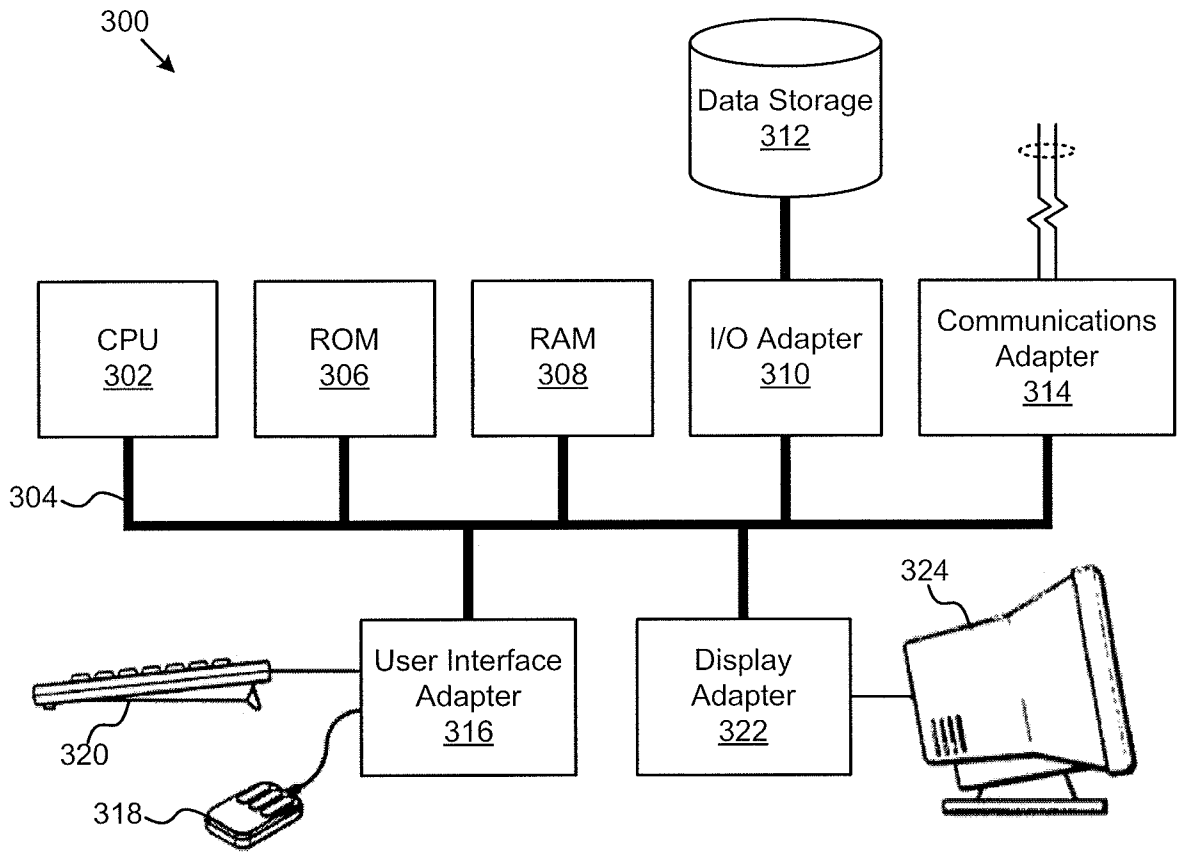 300
Data Storage
312
CPU
302
ROM
306
RAM
308
I/O Adapter
310
Communications
Adapter
314
304
324
User Interface
Adapter
316
Display
Adapter
322
320
318